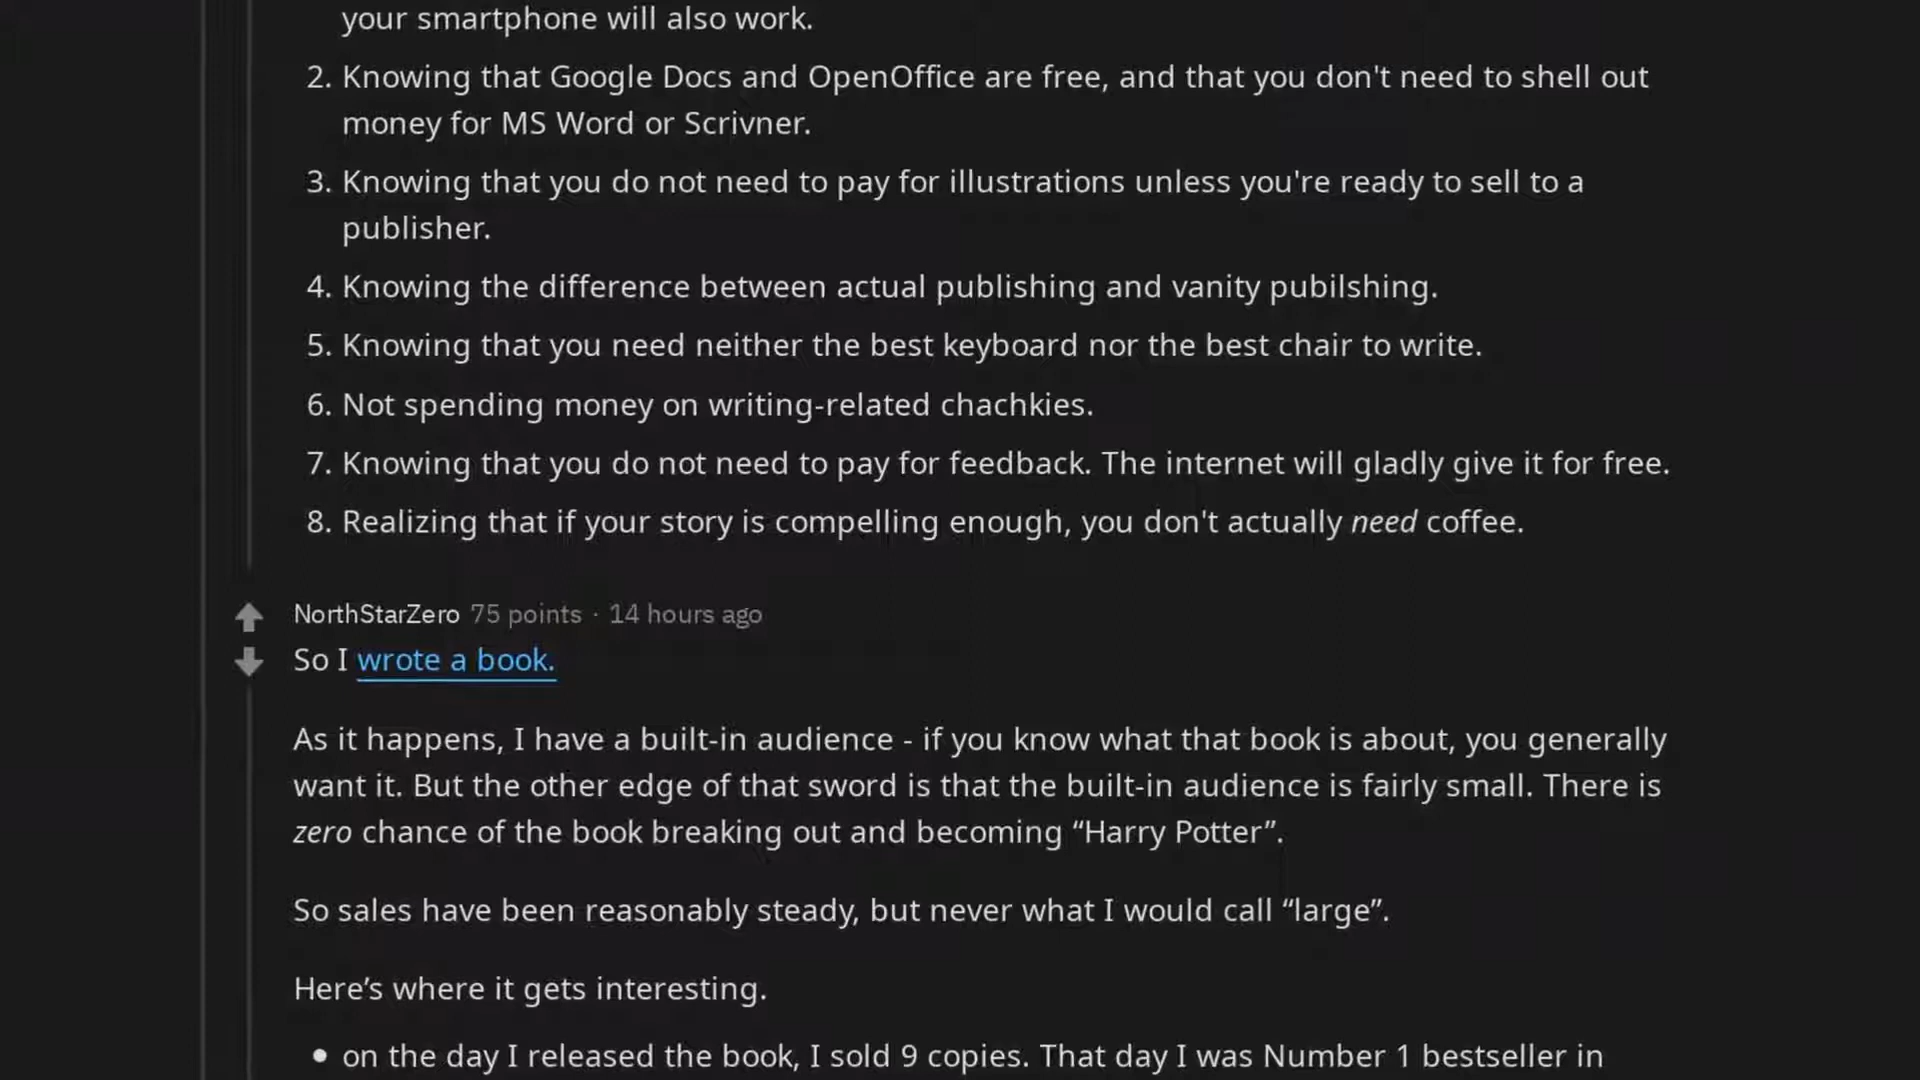 your smartphone will also work.
2. Knowing that Google Docs and OpenOffice are free, and that you don't need to shell out
money for MS Word or Scrivner.
3. Knowing that you do not need to pay for illustrations unless you're ready to sell to a
publisher.
4. Knowing the difference between actual publishing and vanity pubilshing.
5. Knowing that you need neither the best keyboard nor the best chair to write.
6. Not spending money on writing-related chachkies.
7. Knowing that you do not need to pay for feedback. The internet will gladly give it for free.
8. Realizing that if your story is compelling enough, you don't actually need coffee.
NorthStarZero 75 points · 14 hours ago
So I wrote a book.
As it happens, I have a built-in audience - if you know what that book is about, you generally
want it. But the other edge of that sword is that the built-in audience is fairly small. There is
zero chance of the book breaking out and becoming “Harry Potter”.
So sales have been reasonably steady, but never what I would call “large”.
Here’s where it gets interesting.
• on the day I released the book, I sold 9 copies. That day I was Number 1 bestseller in